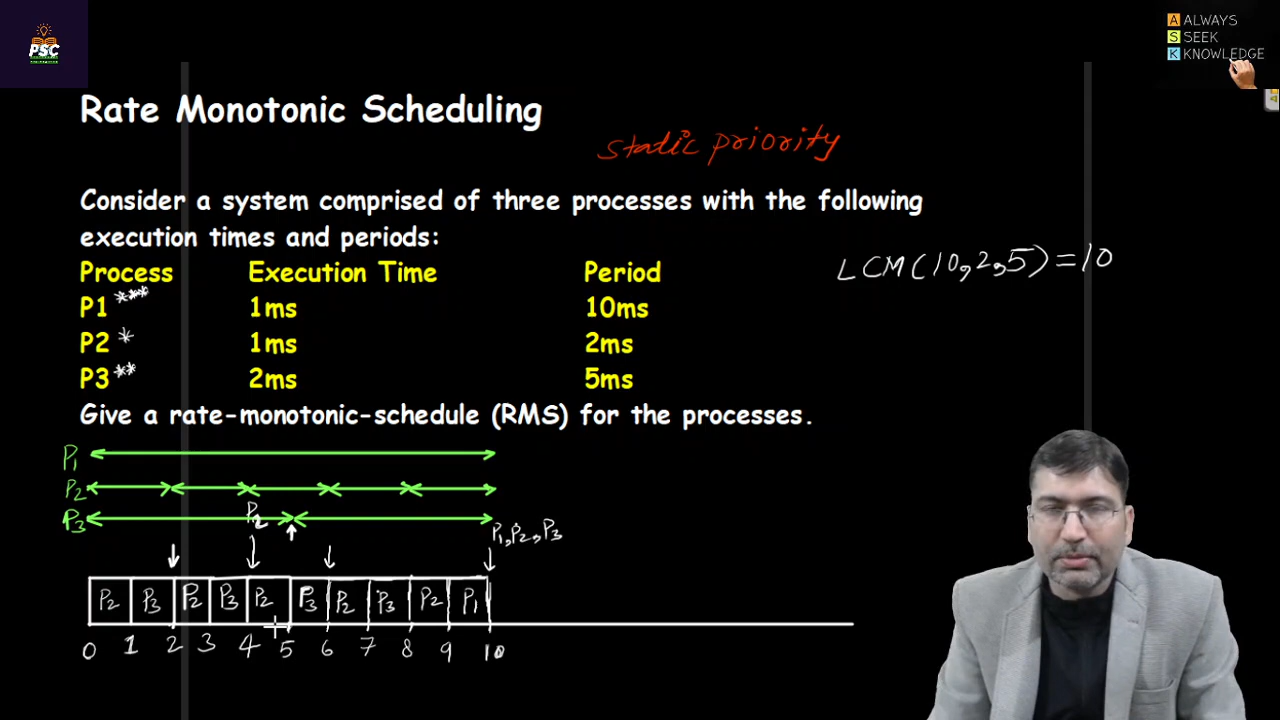 PSC
ALWAYS
SEEK
KNOWLEDGE
A
S
K
Rate Monotonic Scheduling
static priority
Consider a system comprised of three processes with the following
execution times and periods:
LCM(10,2,5)=10
Process Execution Time Period
P1 *** 1ms 10ms
P2 * 1ms 2ms
P3 ** 2ms 5ms
Give a rate-monotonic-schedule (RMS) for the processes.
P1
P2
P2
P3
P1,P2,P3
P2 P3 P2 P3 P2 P3 P2 P3 P2 P1
0 1 2 3 4 5 6 7 8 9 10